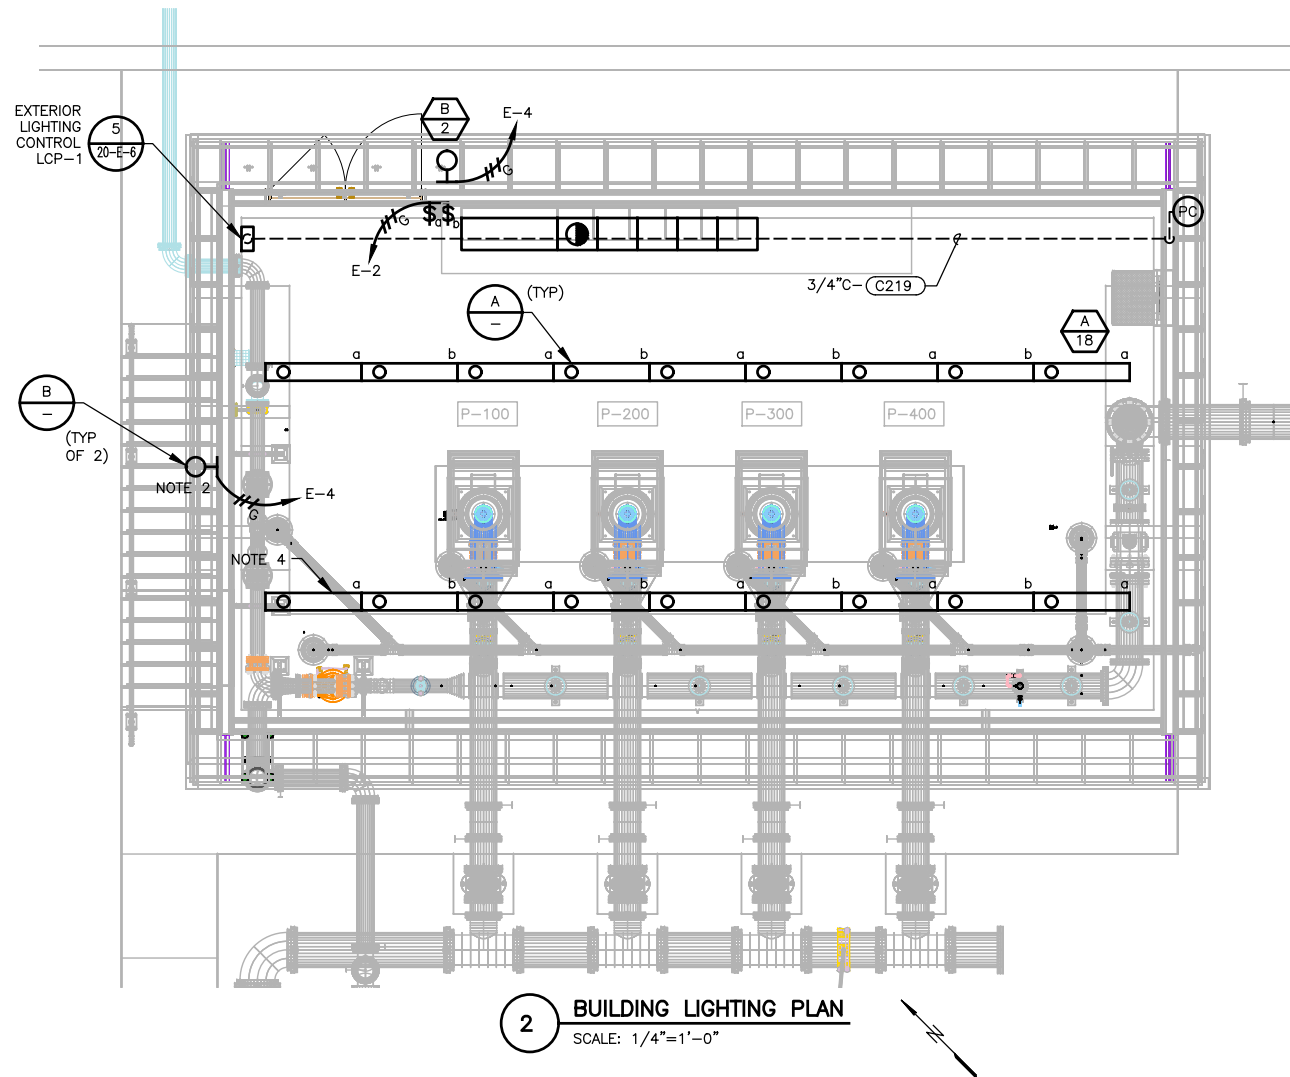 EXTERIOR
LIGHTING
CONTROL
LCP-1
5
20-E-6
B
2
E-4
G
G
$a $b
E-2
PC
3/4"C- C219
A
-
(TYP)
A
18
a b a b a b a b a
B
-
(TYP
OF 2)
P-100 P-200 P-300 P-400
NOTE 2
E-4
G
NOTE 4
a b a b a b a b a
2
BUILDING LIGHTING PLAN
SCALE: 1/4"=1'-0"
N